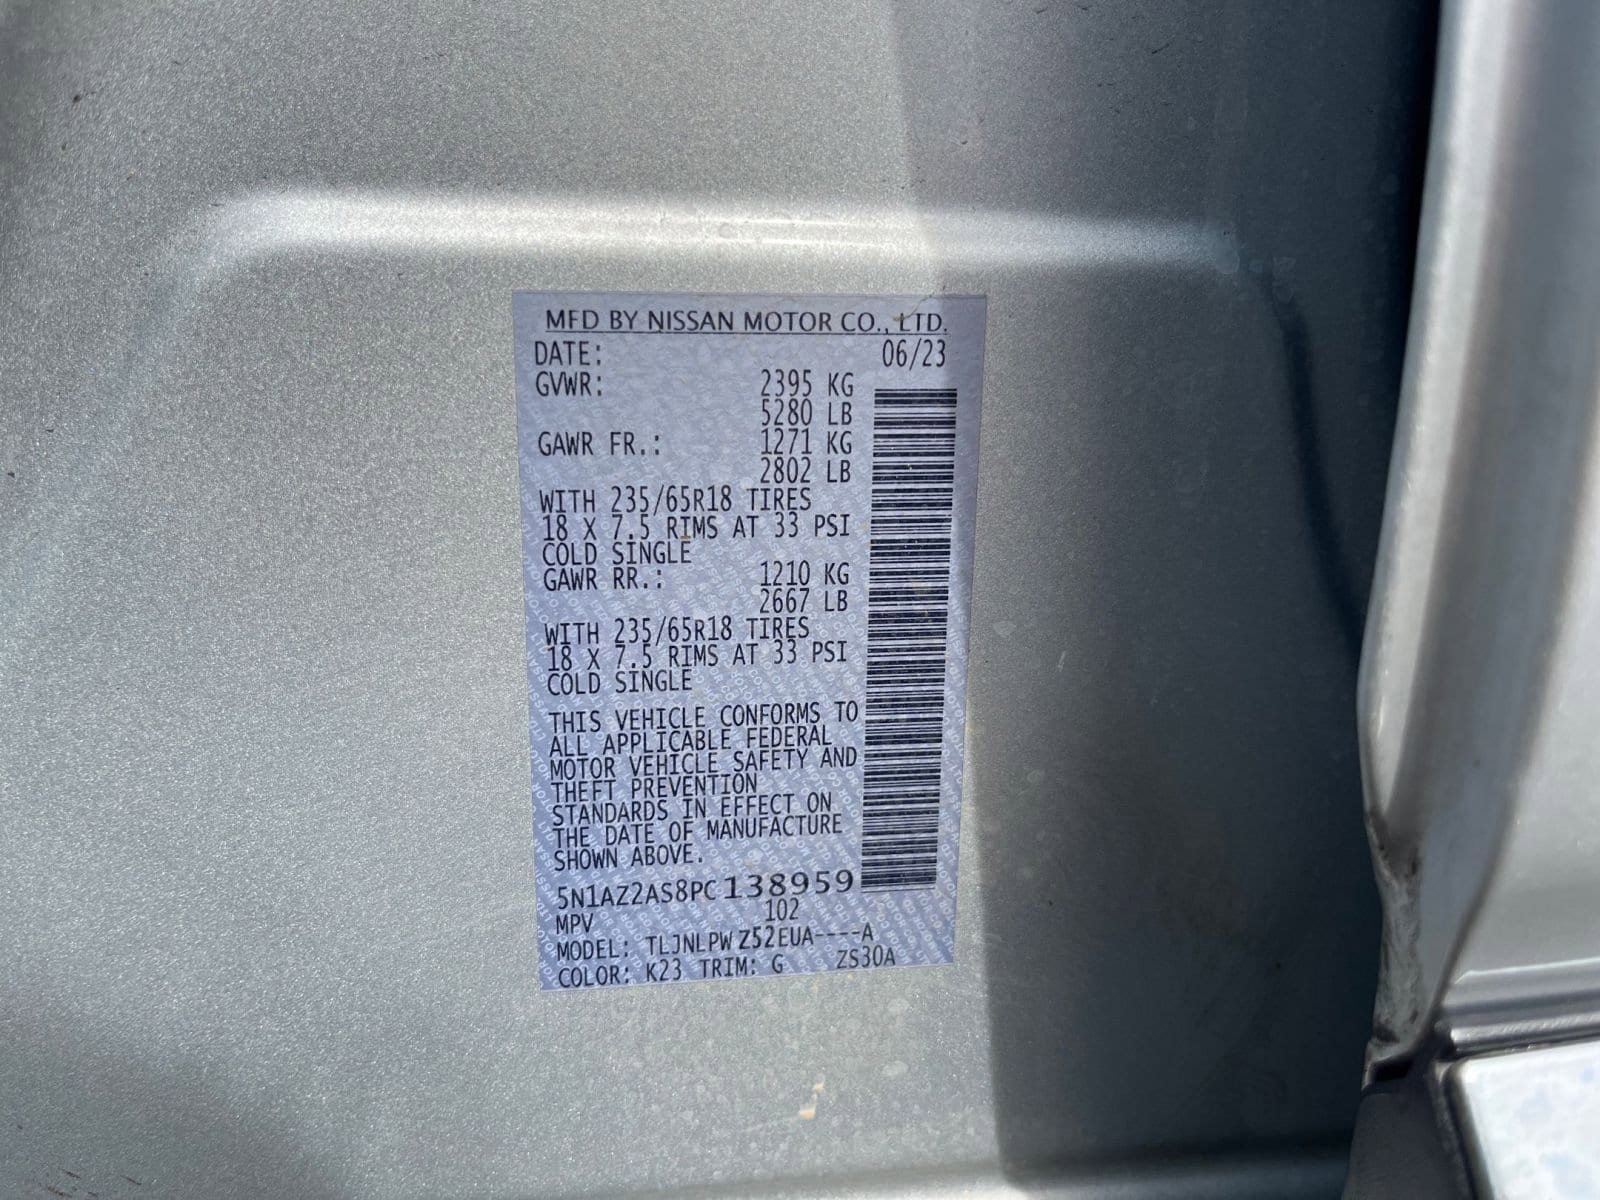 MFD BY NISSAN MOTOR CO., LTD.
DATE: 06/23
GVWR: 2395 KG
5280 LB
GAWR FR.: 1271 KG
2802 LB
WITH 235/65R18 TIRES
18 X 7.5 RIMS AT 33 PSI
COLD SINGLE
GAWR RR.: 1210 KG
2667 LB
WITH 235/65R18 TIRES
18 X 7.5 RIMS AT 33 PSI
COLD SINGLE
THIS VEHICLE CONFORMS TO
ALL APPLICABLE FEDERAL
MOTOR VEHICLE SAFETY AND
THEFT PREVENTION
STANDARDS IN EFFECT ON
THE DATE OF MANUFACTURE
SHOWN ABOVE.
5N1AZ2AS8PC138959
MPV 102
MODEL: TLJNLPWZ52EUA----A
COLOR: K23 TRIM: G ZS30A